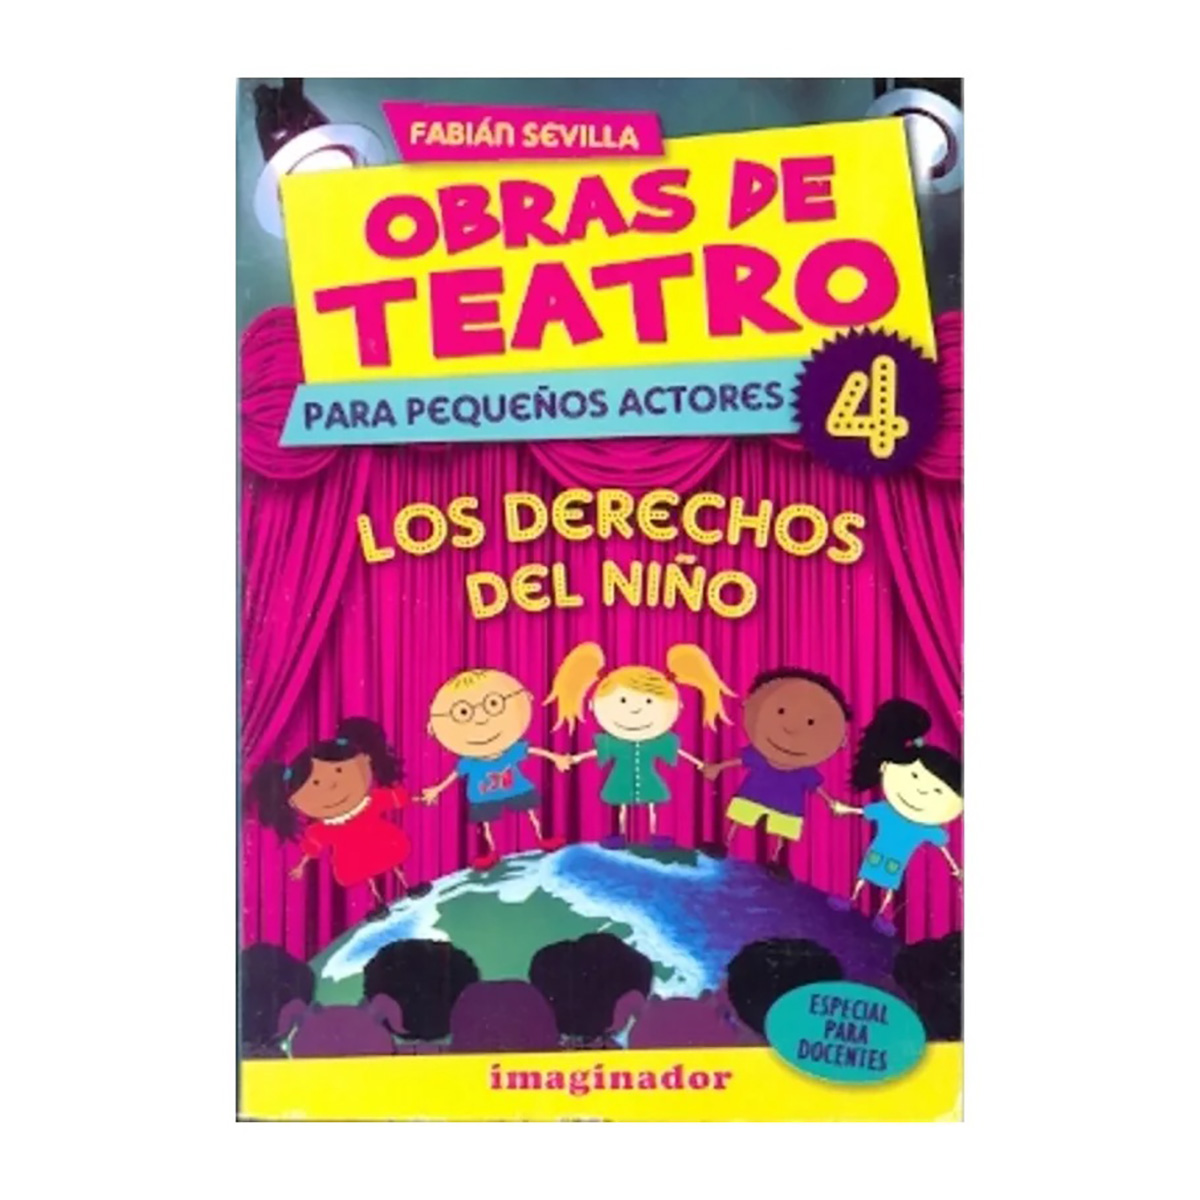 FABIÁN SEVILLA
OBRAS DE
TEATRO
PARA PEQUEÑOS ACTORES
4
LOS DERECHOS
DEL NIÑO
ESPECIAL
PARA
DOCENTES
imaginador